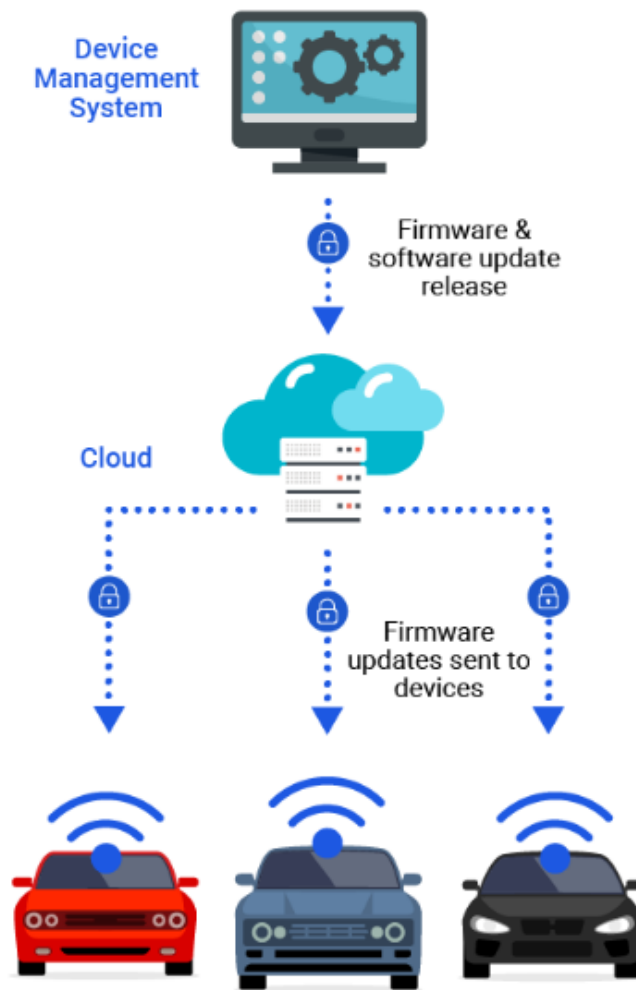 Device
Management
System
Firmware &
software update
release
Cloud
Firmware
updates sent to
devices